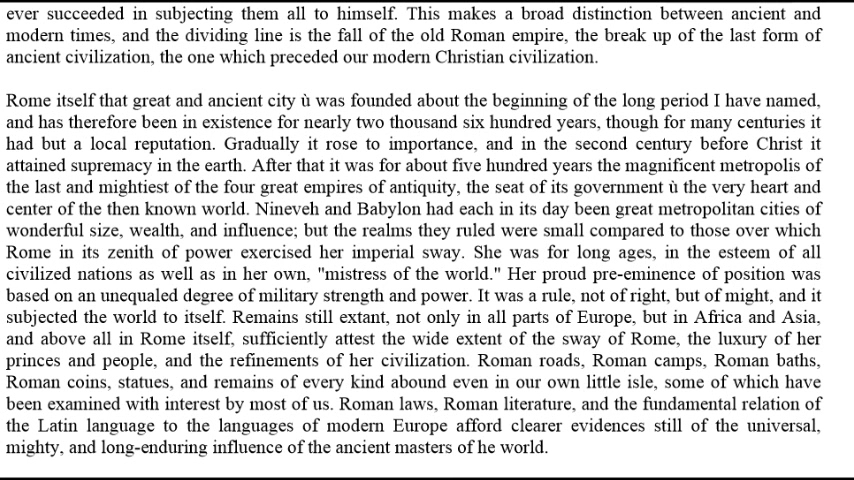 ever succeeded in subjecting them all to himself. This makes a broad distinction between ancient and
modern times, and the dividing line is the fall of the old Roman empire, the break up of the last form of
ancient civilization, the one which preceded our modern Christian civilization.
Rome itself that great and ancient city ù was founded about the beginning of the long period I have named,
and has therefore been in existence for nearly two thousand six hundred years, though for many centuries it
had but a local reputation. Gradually it rose to importance, and in the second century before Christ it
attained supremacy in the earth. After that it was for about five hundred years the magnificent metropolis of
the last and mightiest of the four great empires of antiquity, the seat of its government ù the very heart and
center of the then known world. Nineveh and Babylon had each in its day been great metropolitan cities of
wonderful size, wealth, and influence; but the realms they ruled were small compared to those over which
Rome in its zenith of power exercised her imperial sway. She was for long ages, in the esteem of all
civilized nations as well as in her own, "mistress of the world." Her proud pre-eminence of position was
based on an unequaled degree of military strength and power. It was a rule, not of right, but of might, and it
subjected the world to itself. Remains still extant, not only in all parts of Europe, but in Africa and Asia,
and above all in Rome itself, sufficiently attest the wide extent of the sway of Rome, the luxury of her
princes and people, and the refinements of her civilization. Roman roads, Roman camps, Roman baths,
Roman coins, statues, and remains of every kind abound even in our own little isle, some of which have
been examined with interest by most of us. Roman laws, Roman literature, and the fundamental relation of
the Latin language to the languages of modern Europe afford clearer evidences still of the universal,
mighty, and long-enduring influence of the ancient masters of he world.